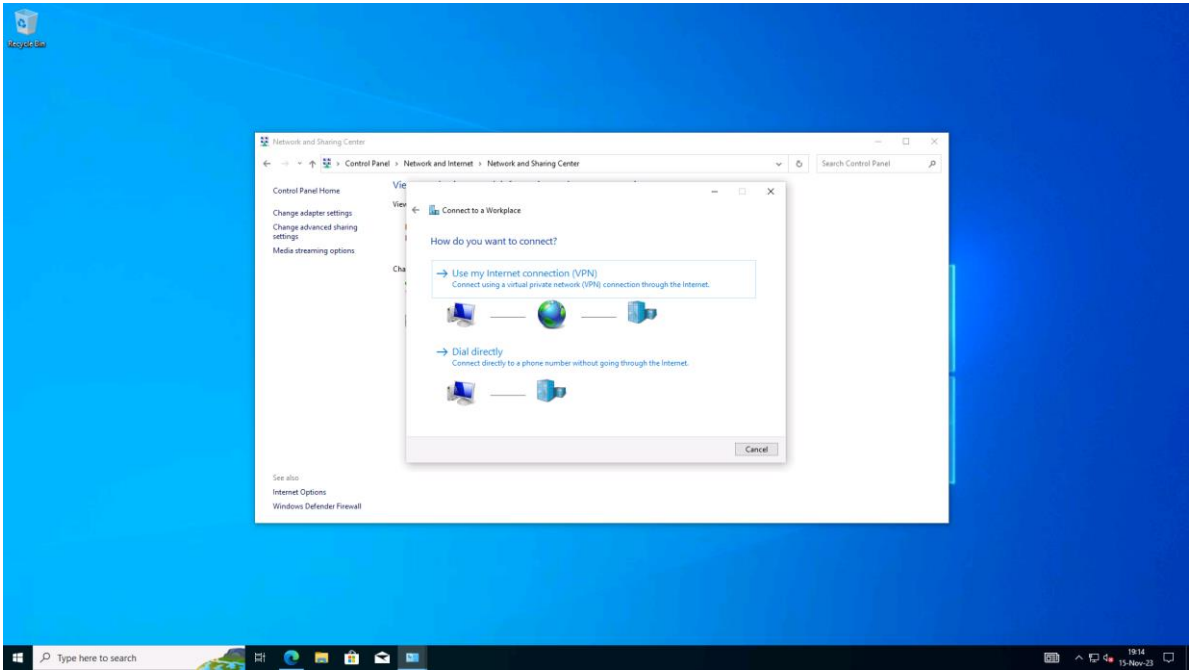 Recycle Bin
Network and Sharing Center
Control Panel > Network and Internet > Network and Sharing Center
Search Control Panel
Control Panel Home
Change adapter settings
Change advanced sharing
settings
Media streaming options
Vie
View
Cha
Connect to a Workplace
How do you want to connect?
Use my Internet connection (VPN)
Connect using a virtual private network (VPN) connection through the Internet.
Dial directly
Connect directly to a phone number without going through the Internet.
Cancel
See also
Internet Options
Windows Defender Firewall
Type here to search
19:14
15-Nov-23